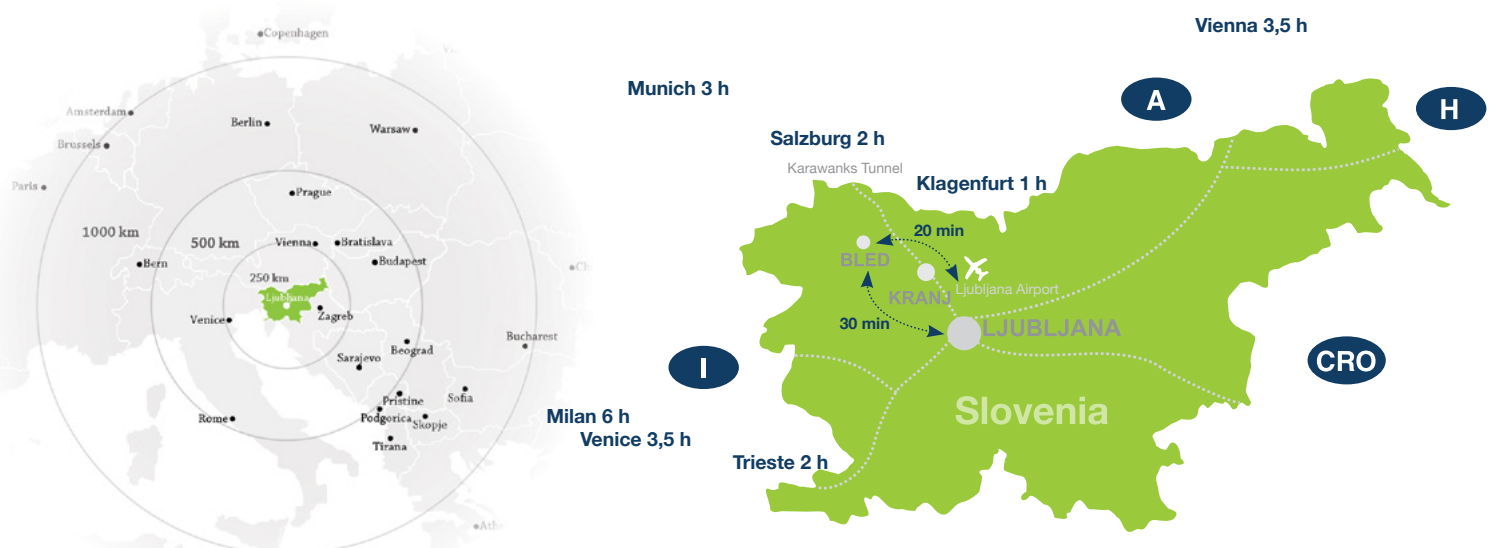 Copenhagen
Amsterdam
Berlin
Warsaw
Brussels
Paris
Prague
1000 km
500 km
Vienna
Bratislava
Bern
Budapest
250 km
Ljubljana
Venice
Zagreb
Bucharest
Beograd
Sarajevo
Sofia
Pristine
Rome
Podgorica
Skopje
Tirana
Vienna 3,5 h
Munich 3 h
A
H
Salzburg 2 h
Karawanks Tunnel
Klagenfurt 1 h
20 min
BLED
KRANJ
Ljubljana Airport
30 min
LJUBLJANA
CRO
I
Slovenia
Milan 6 h
Venice 3,5 h
Trieste 2 h